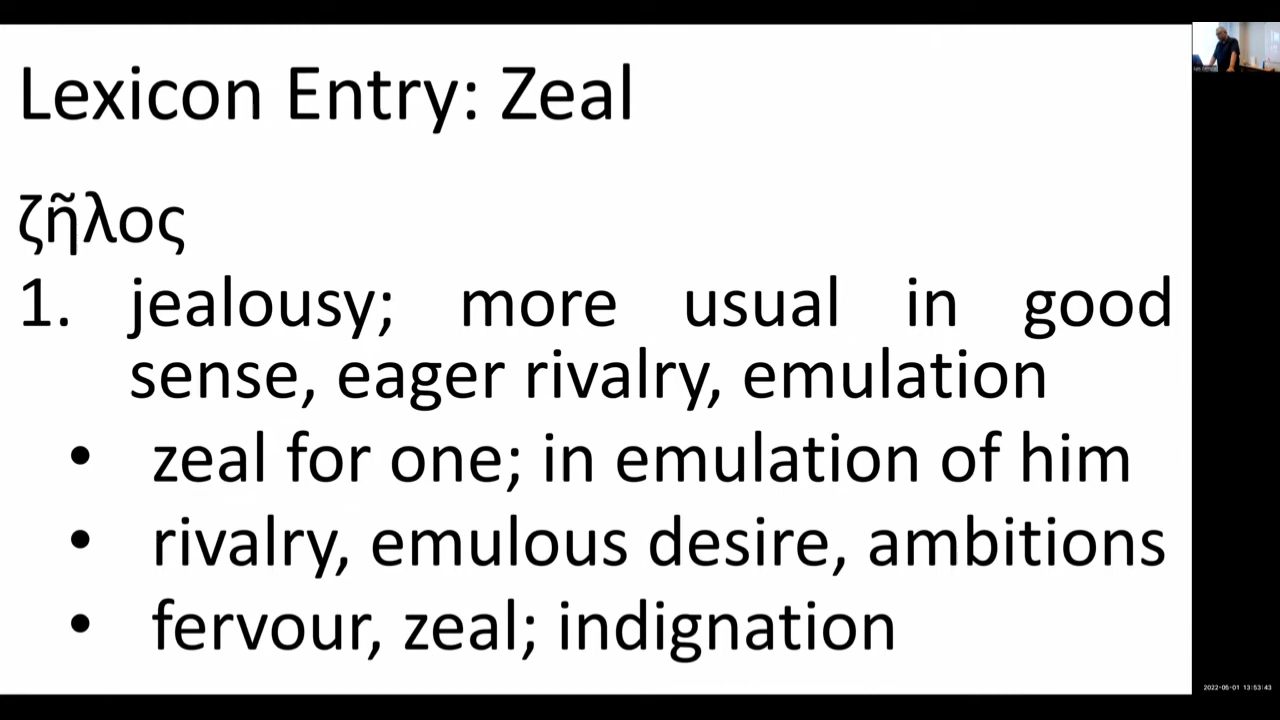 Lexicon Entry: Zeal
ζῆλος
1. jealousy; more usual in good
sense, eager rivalry, emulation
• zeal for one; in emulation of him
• rivalry, emulous desire, ambitions
• fervour, zeal; indignation
2022-05-01 13:53:43